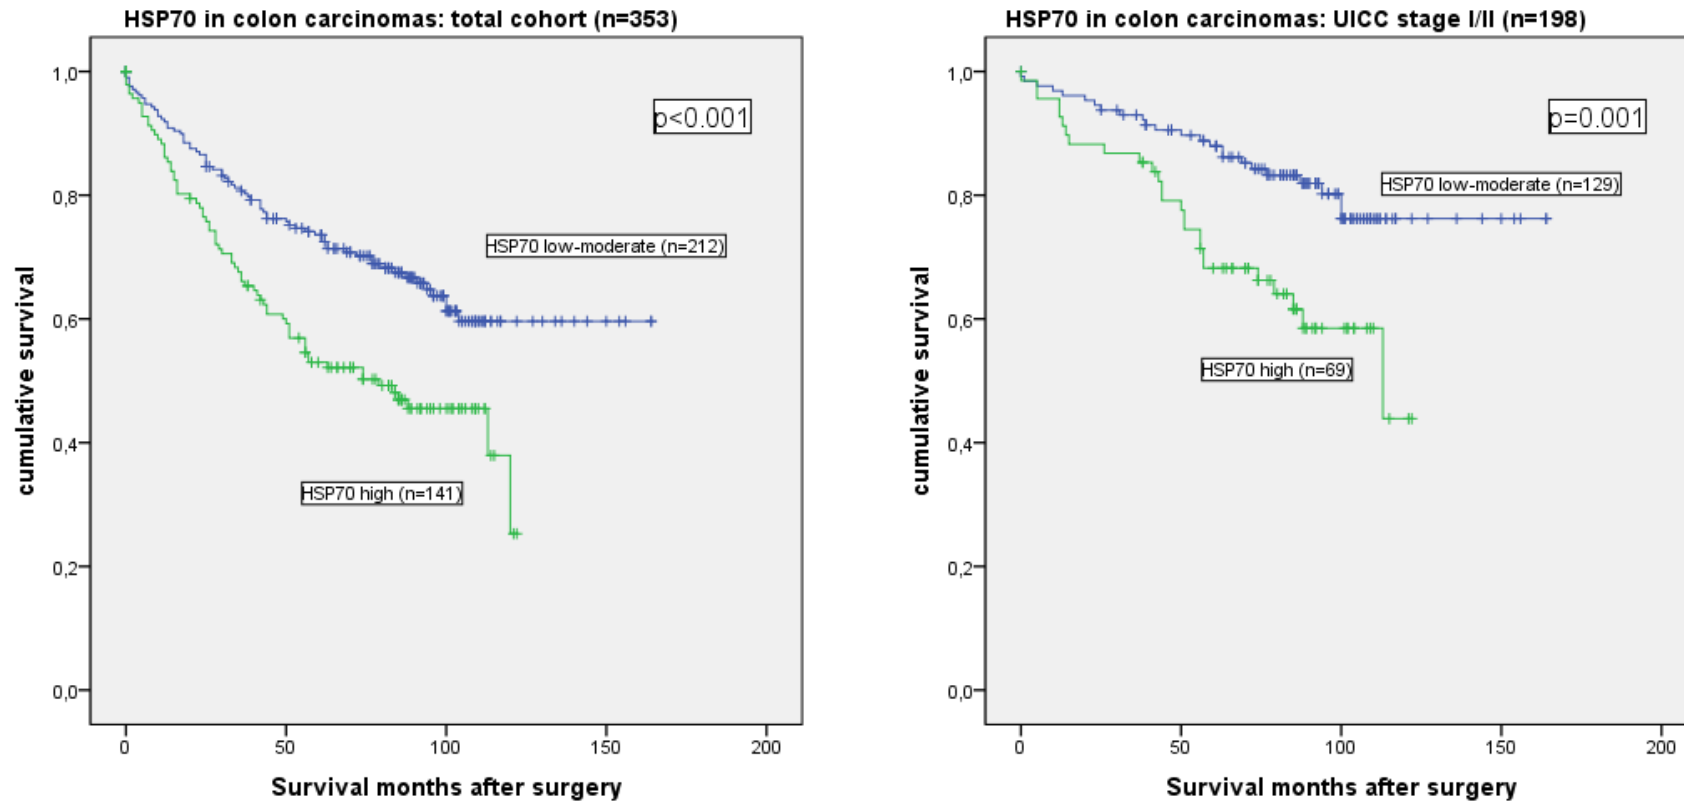 HSP70 in colon carcinomas: total cohort (n=353)
1,0
0,8
0,6
0,4
0,2
0,0
cumulative survival
p<0.001
HSP70 low-moderate (n=212)
HSP70 high (n=141)
0
50
100
150
200
Survival months after surgery
HSP70 in colon carcinomas: UICC stage I/II (n=198)
1,0
0,8
0,6
0,4
0,2
0,0
cumulative survival
p=0.001
HSP70 low-moderate (n=129)
HSP70 high (n=69)
0
50
100
150
200
Survival months after surgery